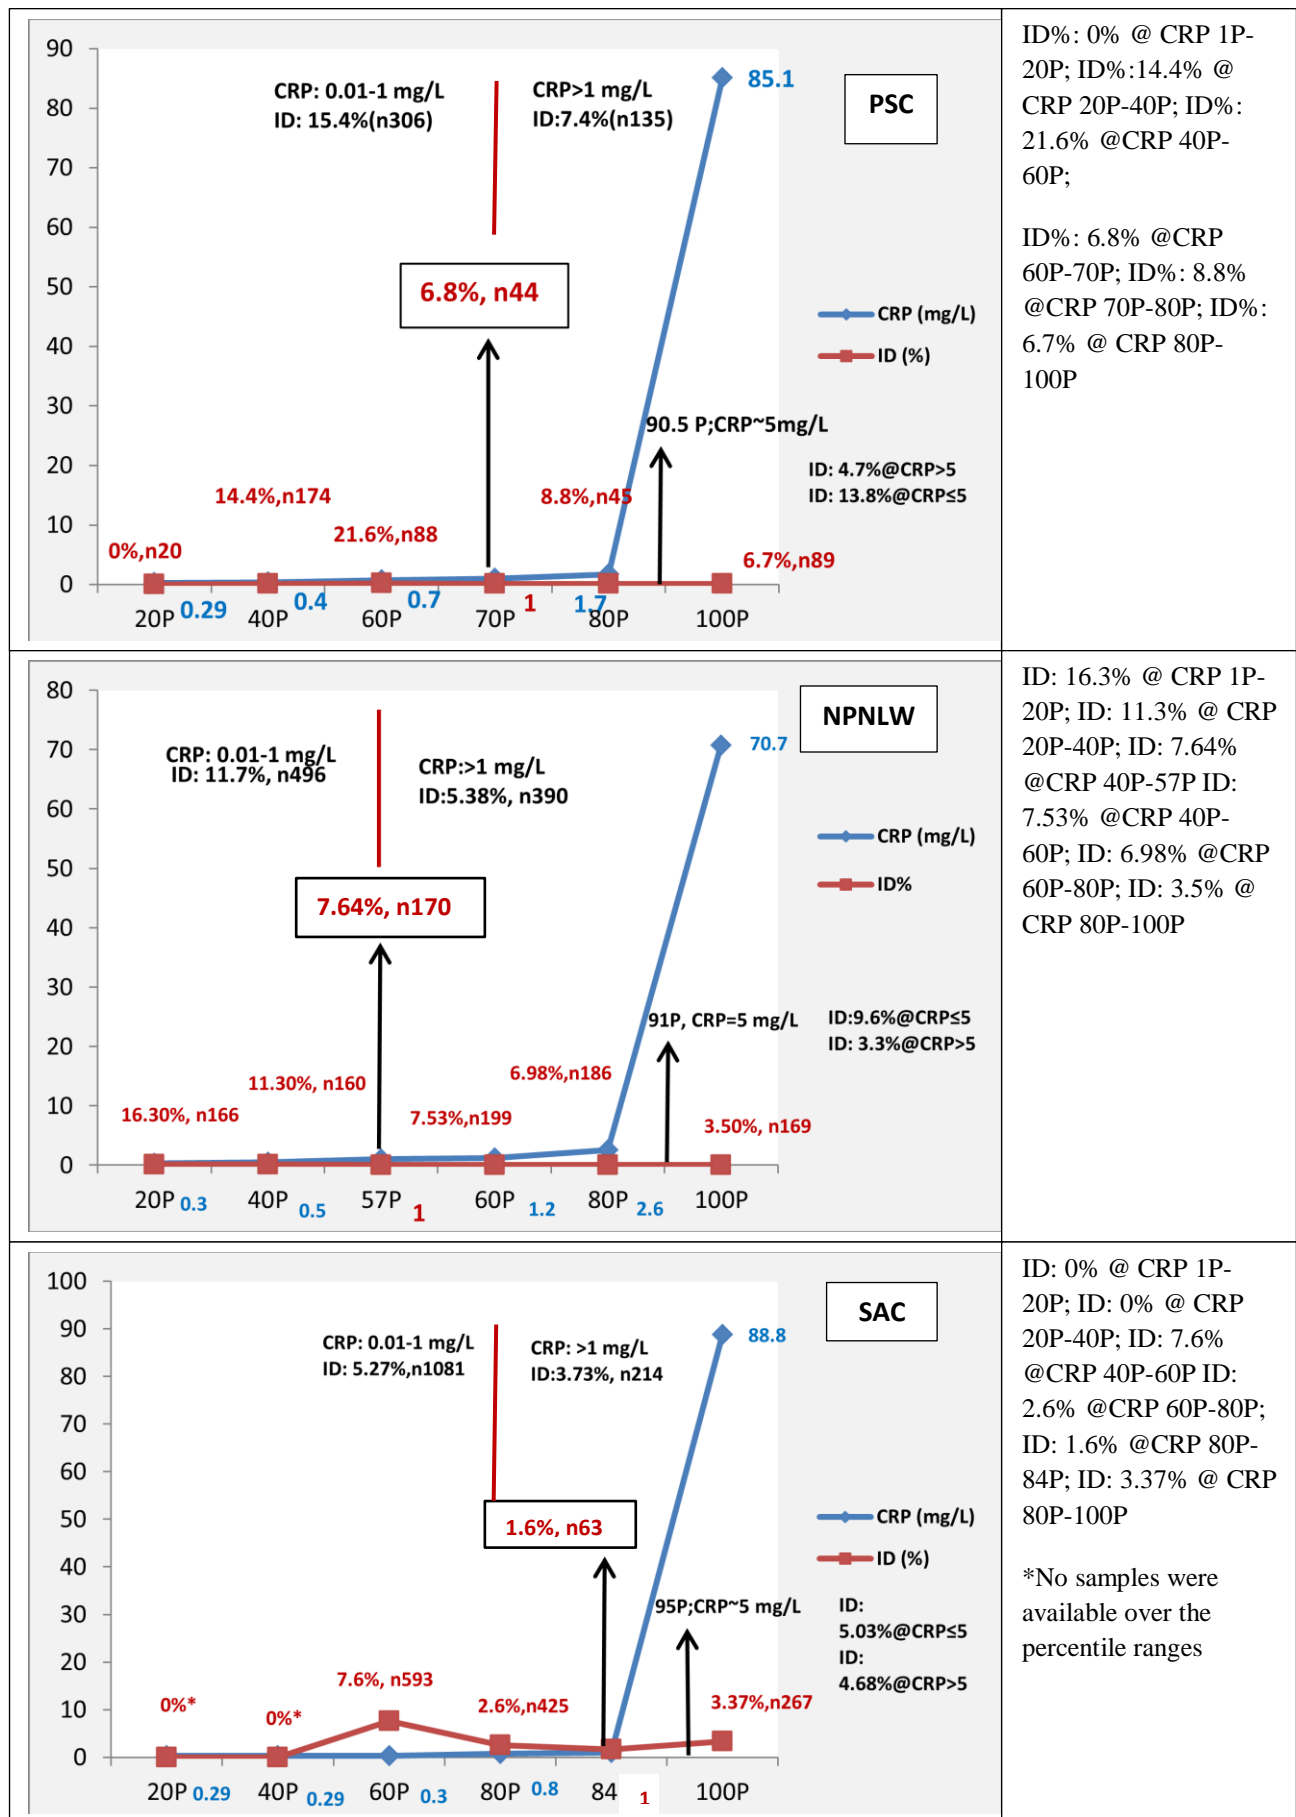 90
80
70
60
50
40
30
20
10
0
CRP: 0.01-1 mg/L
ID: 15.4%(n306)
CRP>1 mg/L
ID:7.4%(n135)
PSC
85.1
6.8%, n44
CRP (mg/L)
ID (%)
90.5 P;CRP~5mg/L
ID: 4.7%@CRP>5
ID: 13.8%@CRP≤5
0%,n20
14.4%,n174
21.6%,n88
8.8%,n45
6.7%,n89
20P 0.29 40P 0.4 60P 0.7 70P 1 80P 1.7 100P
ID%: 0% @ CRP 1P-
20P; ID%:14.4% @
CRP 20P-40P; ID%:
21.6% @CRP 40P-
60P;
ID%: 6.8% @CRP
60P-70P; ID%: 8.8%
@CRP 70P-80P; ID%:
6.7% @ CRP 80P-
100P
80
70
60
50
40
30
20
10
0
CRP: 0.01-1 mg/L
ID: 11.7%, n496
CRP:>1 mg/L
ID:5.38%, n390
NPNLW
70.7
7.64%, n170
CRP (mg/L)
ID%
91P, CRP=5 mg/L
ID:9.6%@CRP≤5
ID: 3.3%@CRP>5
16.30%, n166
11.30%, n160
7.53%,n199
6.98%,n186
3.50%, n169
20P 0.3 40P 0.5 57P 1 60P 1.2 80P 2.6 100P
ID: 16.3% @ CRP 1P-
20P; ID: 11.3% @ CRP
20P-40P; ID: 7.64%
@CRP 40P-57P ID:
7.53% @CRP 40P-
60P; ID: 6.98% @CRP
60P-80P; ID: 3.5% @
CRP 80P-100P
100
90
80
70
60
50
40
30
20
10
0
CRP: 0.01-1 mg/L
ID: 5.27%,n1081
CRP: >1 mg/L
ID:3.73%, n214
SAC
88.8
1.6%, n63
CRP (mg/L)
ID (%)
95P;CRP~5 mg/L
ID:
5.03%@CRP≤5
ID:
4.68%@CRP>5
0%*
0%*
7.6%, n593
2.6%,n425
3.37%,n267
20P 0.29 40P 0.29 60P 0.3 80P 0.8 84 1 100P
ID: 0% @ CRP 1P-
20P; ID: 0% @ CRP
20P-40P; ID: 7.6%
@CRP 40P-60P ID:
2.6% @CRP 60P-80P;
ID: 1.6% @CRP 80P-
84P; ID: 3.37% @ CRP
80P-100P
*No samples were
available over the
percentile ranges